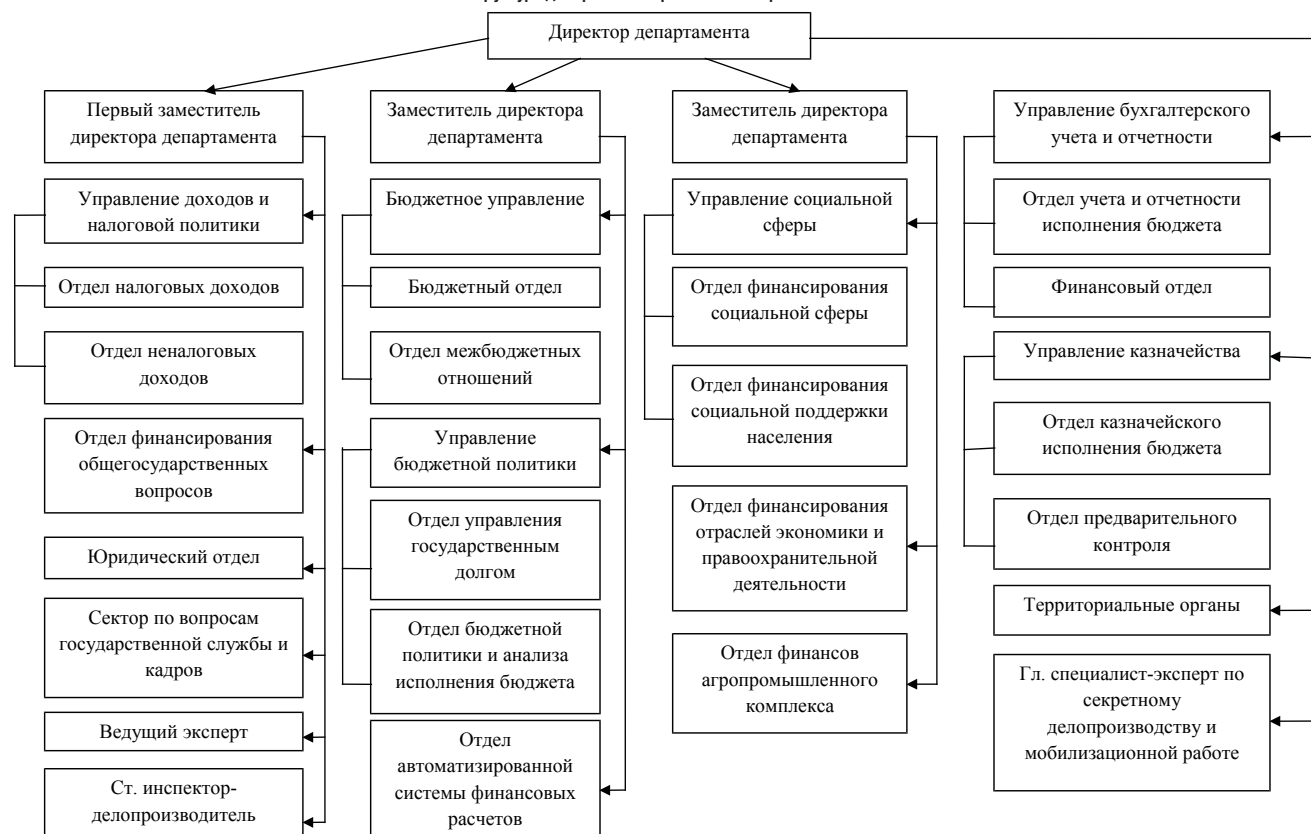 Директор департамента
Первый заместитель
директора департамента
Управление доходов и
налоговой политики
Отдел налоговых доходов
Отдел неналоговых
доходов
Отдел финансирования
общегосударственных
вопросов
Юридический отдел
Сектор по вопросам
государственной службы и
кадров
Ведущий эксперт
Ст. инспектор-
делопроизводитель
Заместитель директора
департамента
Бюджетное управление
Бюджетный отдел
Отдел межбюджетных
отношений
Управление
бюджетной политики
Отдел управления
государственным
долгом
Отдел бюджетной
политики и анализа
исполнения бюджета
Отдел
автоматизированной
системы финансовых
расчетов
Заместитель директора
департамента
Управление социальной
сферы
Отдел финансирования
социальной сферы
Отдел финансирования
социальной поддержки
населения
Отдел финансирования
отраслей экономики и
правоохранительной
деятельности
Отдел финансов
агропромышленного
комплекса
Управление бухгалтерского
учета и отчетности
Отдел учета и отчетности
исполнения бюджета
Финансовый отдел
Управление казначейства
Отдел казначейского
исполнения бюджета
Отдел предварительного
контроля
Территориальные органы
Гл. специалист-эксперт по
секретному
делопроизводству и
мобилизационной работе